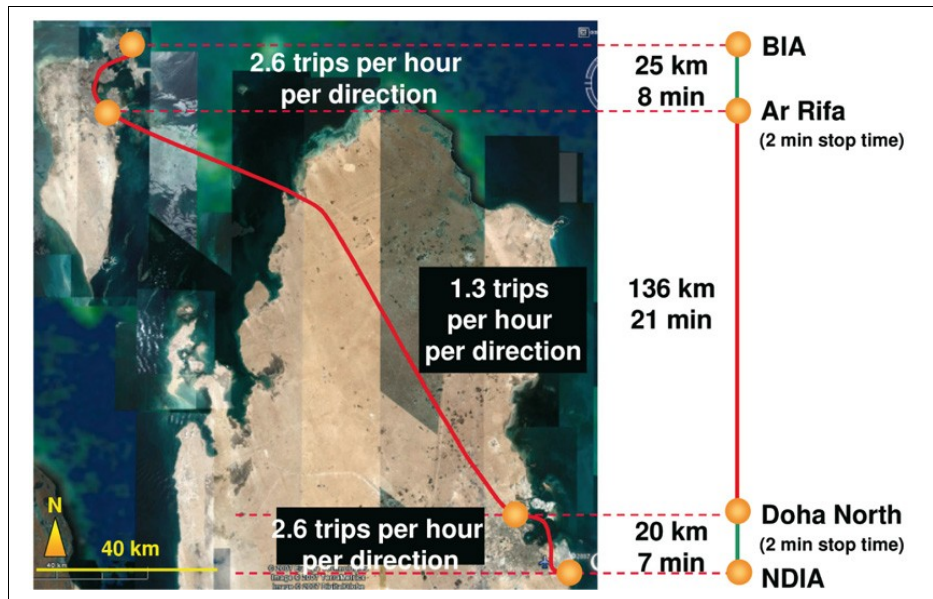 2.6 trips per hour
per direction
25 km
8 min
BIA
Ar Rifa
(2 min stop time)
1.3 trips
per hour
per direction
136 km
21 min
N
40 km
2.6 trips per hour
per direction
20 km
7 min
Doha North
(2 min stop time)
NDIA